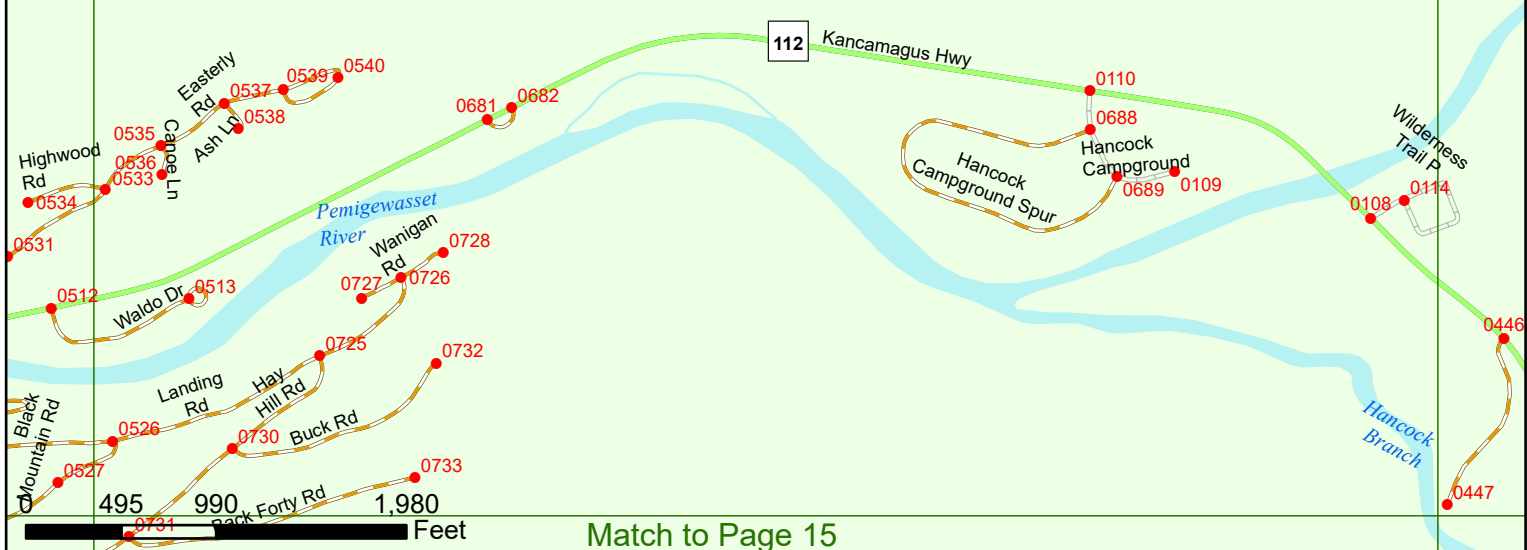 112
Kancamagus Hwy
0110
0540
0539
Easterly
Rd
0537
0538
Ash Ln
0682
0681
0535
Canoe Ln
0536
0533
Highwood
Rd
0534
0531
0688
Hancock
Campground
0689
0109
Hancock
Campground Spur
Wilderness
Trail P
0114
0108
Pemigewasset
River
Wanigan
Rd
0728
0726
0727
0512
0513
Waldo Dr
0446
0725
0732
Landing
Rd
Hay
Hill Rd
Black
Mountain Rd
0526
0730
Buck Rd
Hancock
Branch
0527
0733
0447
0 495 990 1,980
Feet
0731
Back Forty Rd
Match to Page 15